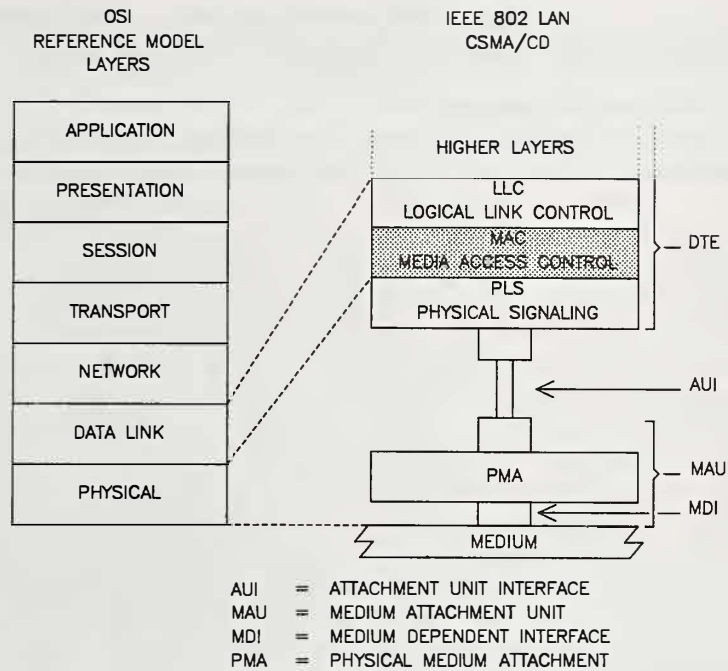 OSI
REFERENCE MODEL
LAYERS
APPLICATION
PRESENTATION
SESSION
TRANSPORT
NETWORK
DATA LINK
PHYSICAL
IEEE 802 LAN
CSMA/CD
HIGHER LAYERS
LLC
LOGICAL LINK CONTROL
MAC
MEDIA ACCESS CONTROL
PLS
PHYSICAL SIGNALING
PMA
MEDIUM
DTE
AUI
MAU
MDI
AUI = ATTACHMENT UNIT INTERFACE
MAU = MEDIUM ATTACHMENT UNIT
MDI = MEDIUM DEPENDENT INTERFACE
PMA = PHYSICAL MEDIUM ATTACHMENT